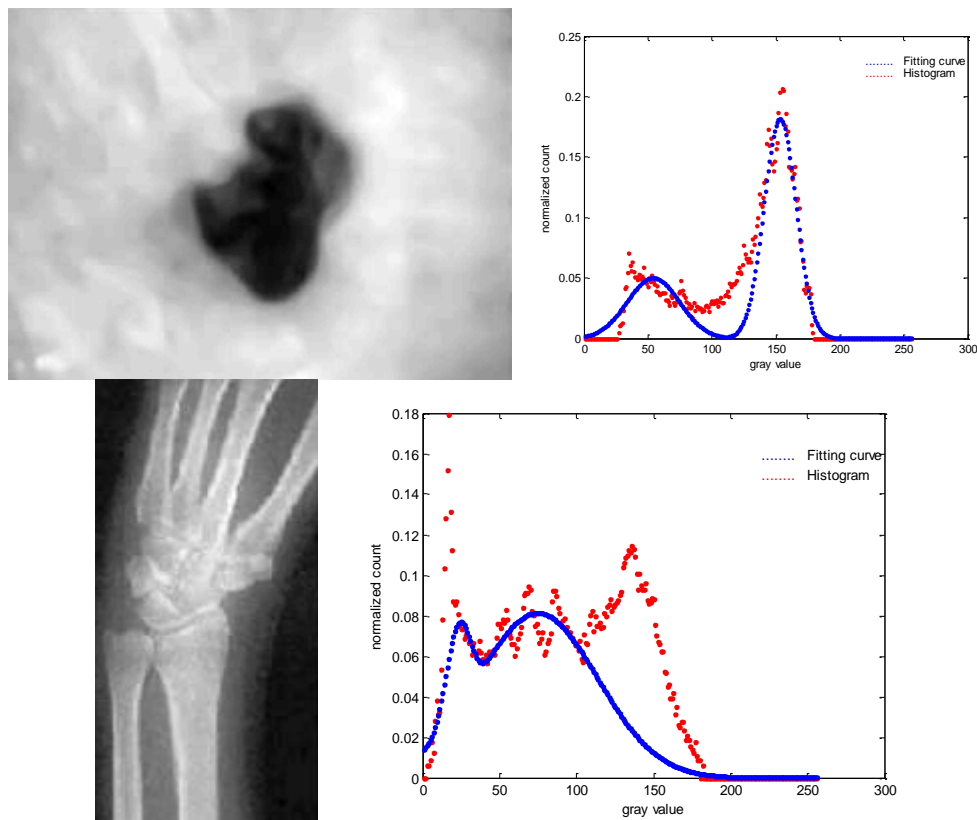 0.25
0.2
0.15
0.1
0.05
0
0 50 100 150 200 250 300
normalized count
gray value
Fitting curve
Histogram
0.18
0.16
0.14
0.12
0.1
0.08
0.06
0.04
0.02
0
0 50 100 150 200 250 300
normalized count
gray value
Fitting curve
Histogram